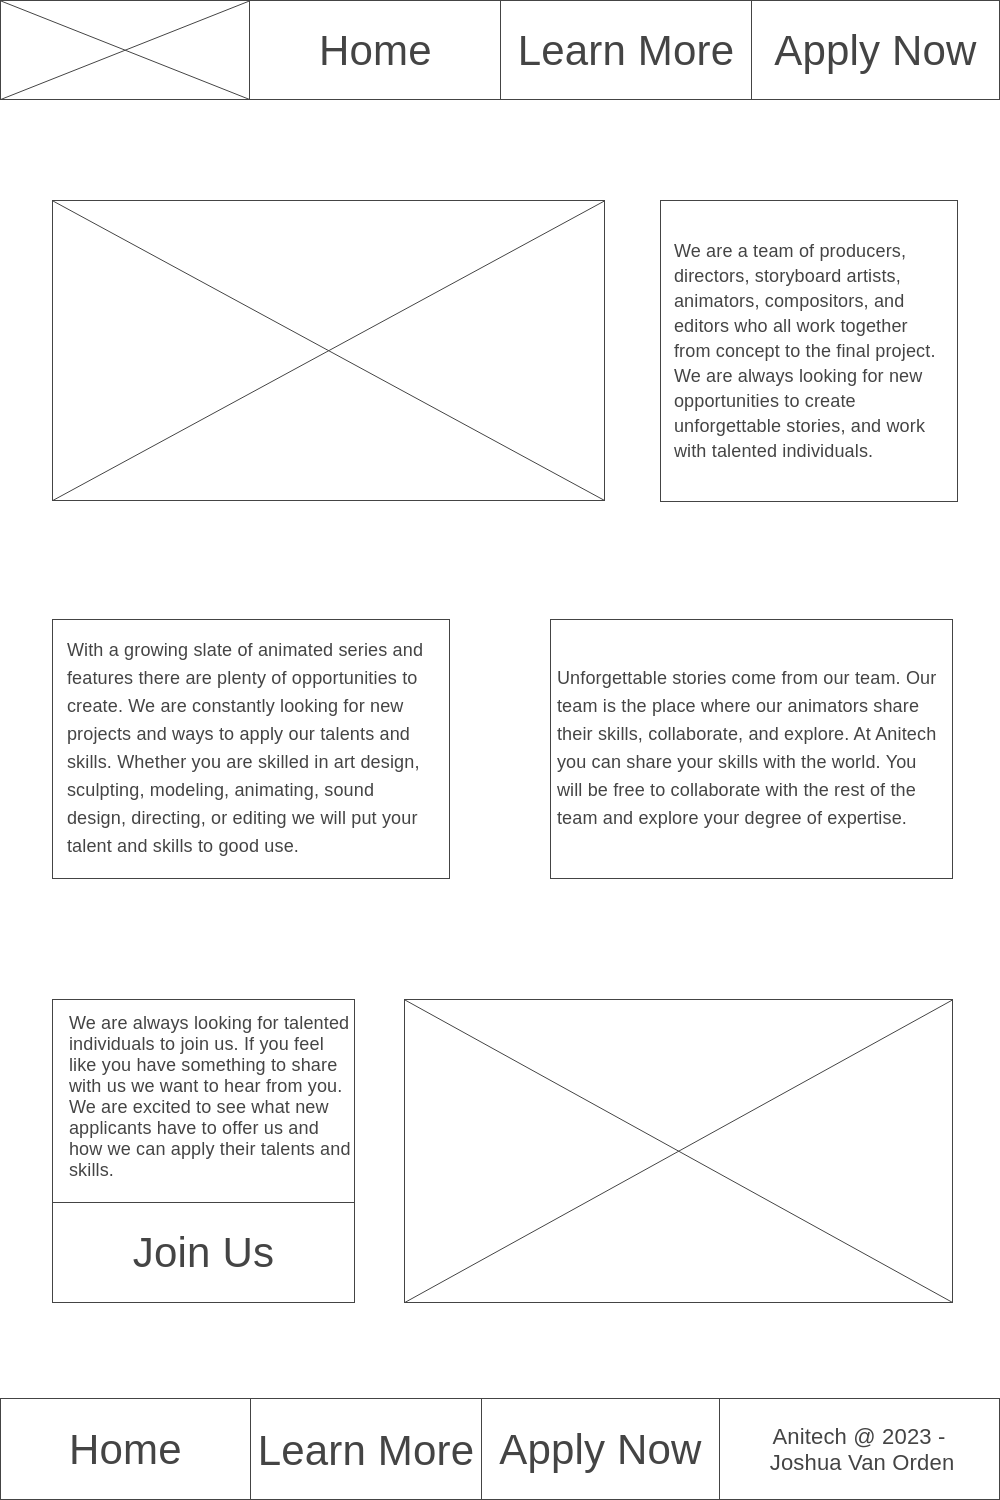 Home
Learn More
Apply Now
We are a team of producers,
directors, storyboard artists,
animators, compositors, and
editors who all work together
from concept to the final project.
We are always looking for new
opportunities to create
unforgettable stories, and work
with talented individuals.
With a growing slate of animated series and
features there are plenty of opportunities to
create. We are constantly looking for new
projects and ways to apply our talents and
skills. Whether you are skilled in art design,
sculpting, modeling, animating, sound
design, directing, or editing we will put your
talent and skills to good use.
Unforgettable stories come from our team. Our
team is the place where our animators share
their skills, collaborate, and explore. At Anitech
you can share your skills with the world. You
will be free to collaborate with the rest of the
team and explore your degree of expertise.
We are always looking for talented
individuals to join us. If you feel
like you have something to share
with us we want to hear from you.
We are excited to see what new
applicants have to offer us and
how we can apply their talents and
skills.
Join Us
Home
Learn More
Apply Now
Anitech @ 2023 -
Joshua Van Orden